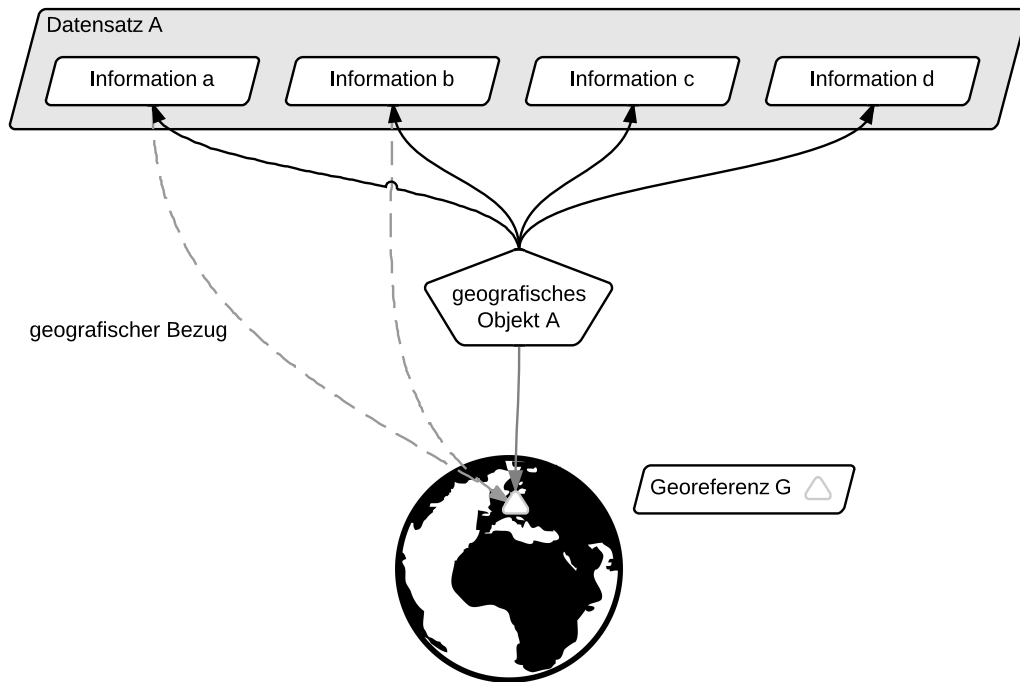 Datensatz A
Information a
Information b
Information c
Information d
geografisches
Objekt A
geografischer Bezug
Georeferenz G